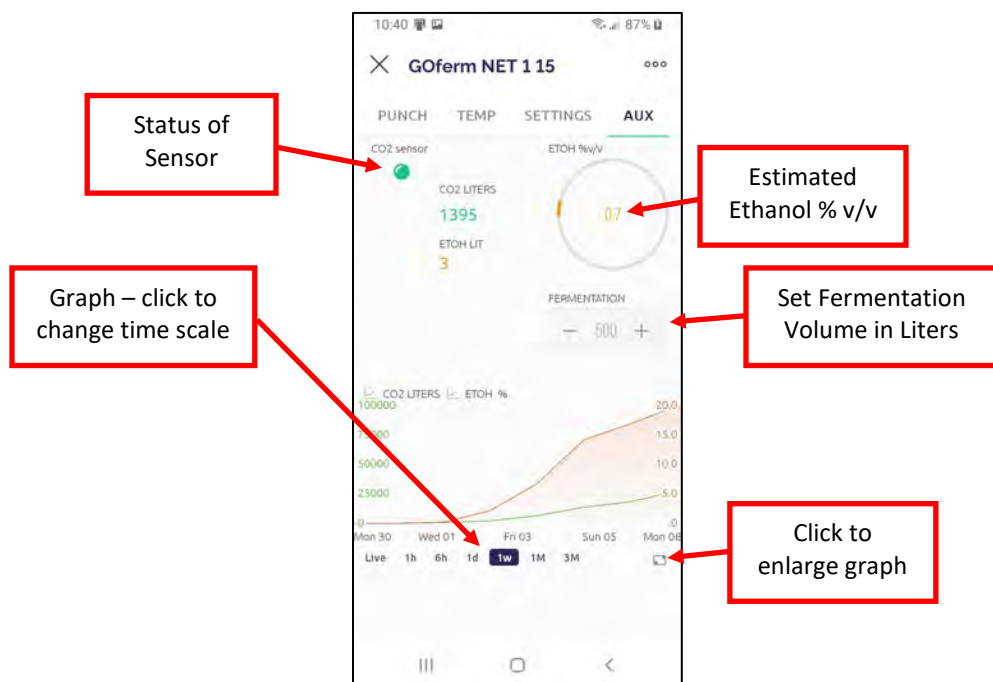 10:40 87%
GOferm NET 1 15
PUNCH TEMP SETTINGS AUX
Status of
Sensor
CO2 sensor
ETOH %v/v
CO2 LITERS
1395
ETOH LIT
3
07
Estimated
Ethanol % v/v
Graph – click to
change time scale
FERMENTATION
– 500 +
Set Fermentation
Volume in Liters
CO2 LITERS ETOH %
100000 20.0
75000 15.0
50000 10.0
25000 5.0
0 .0
Mon 30 Wed 01 Fri 03 Sun 05 Mon 06
Live 1h 6h 1d 1w 1M 3M
Click to
enlarge graph